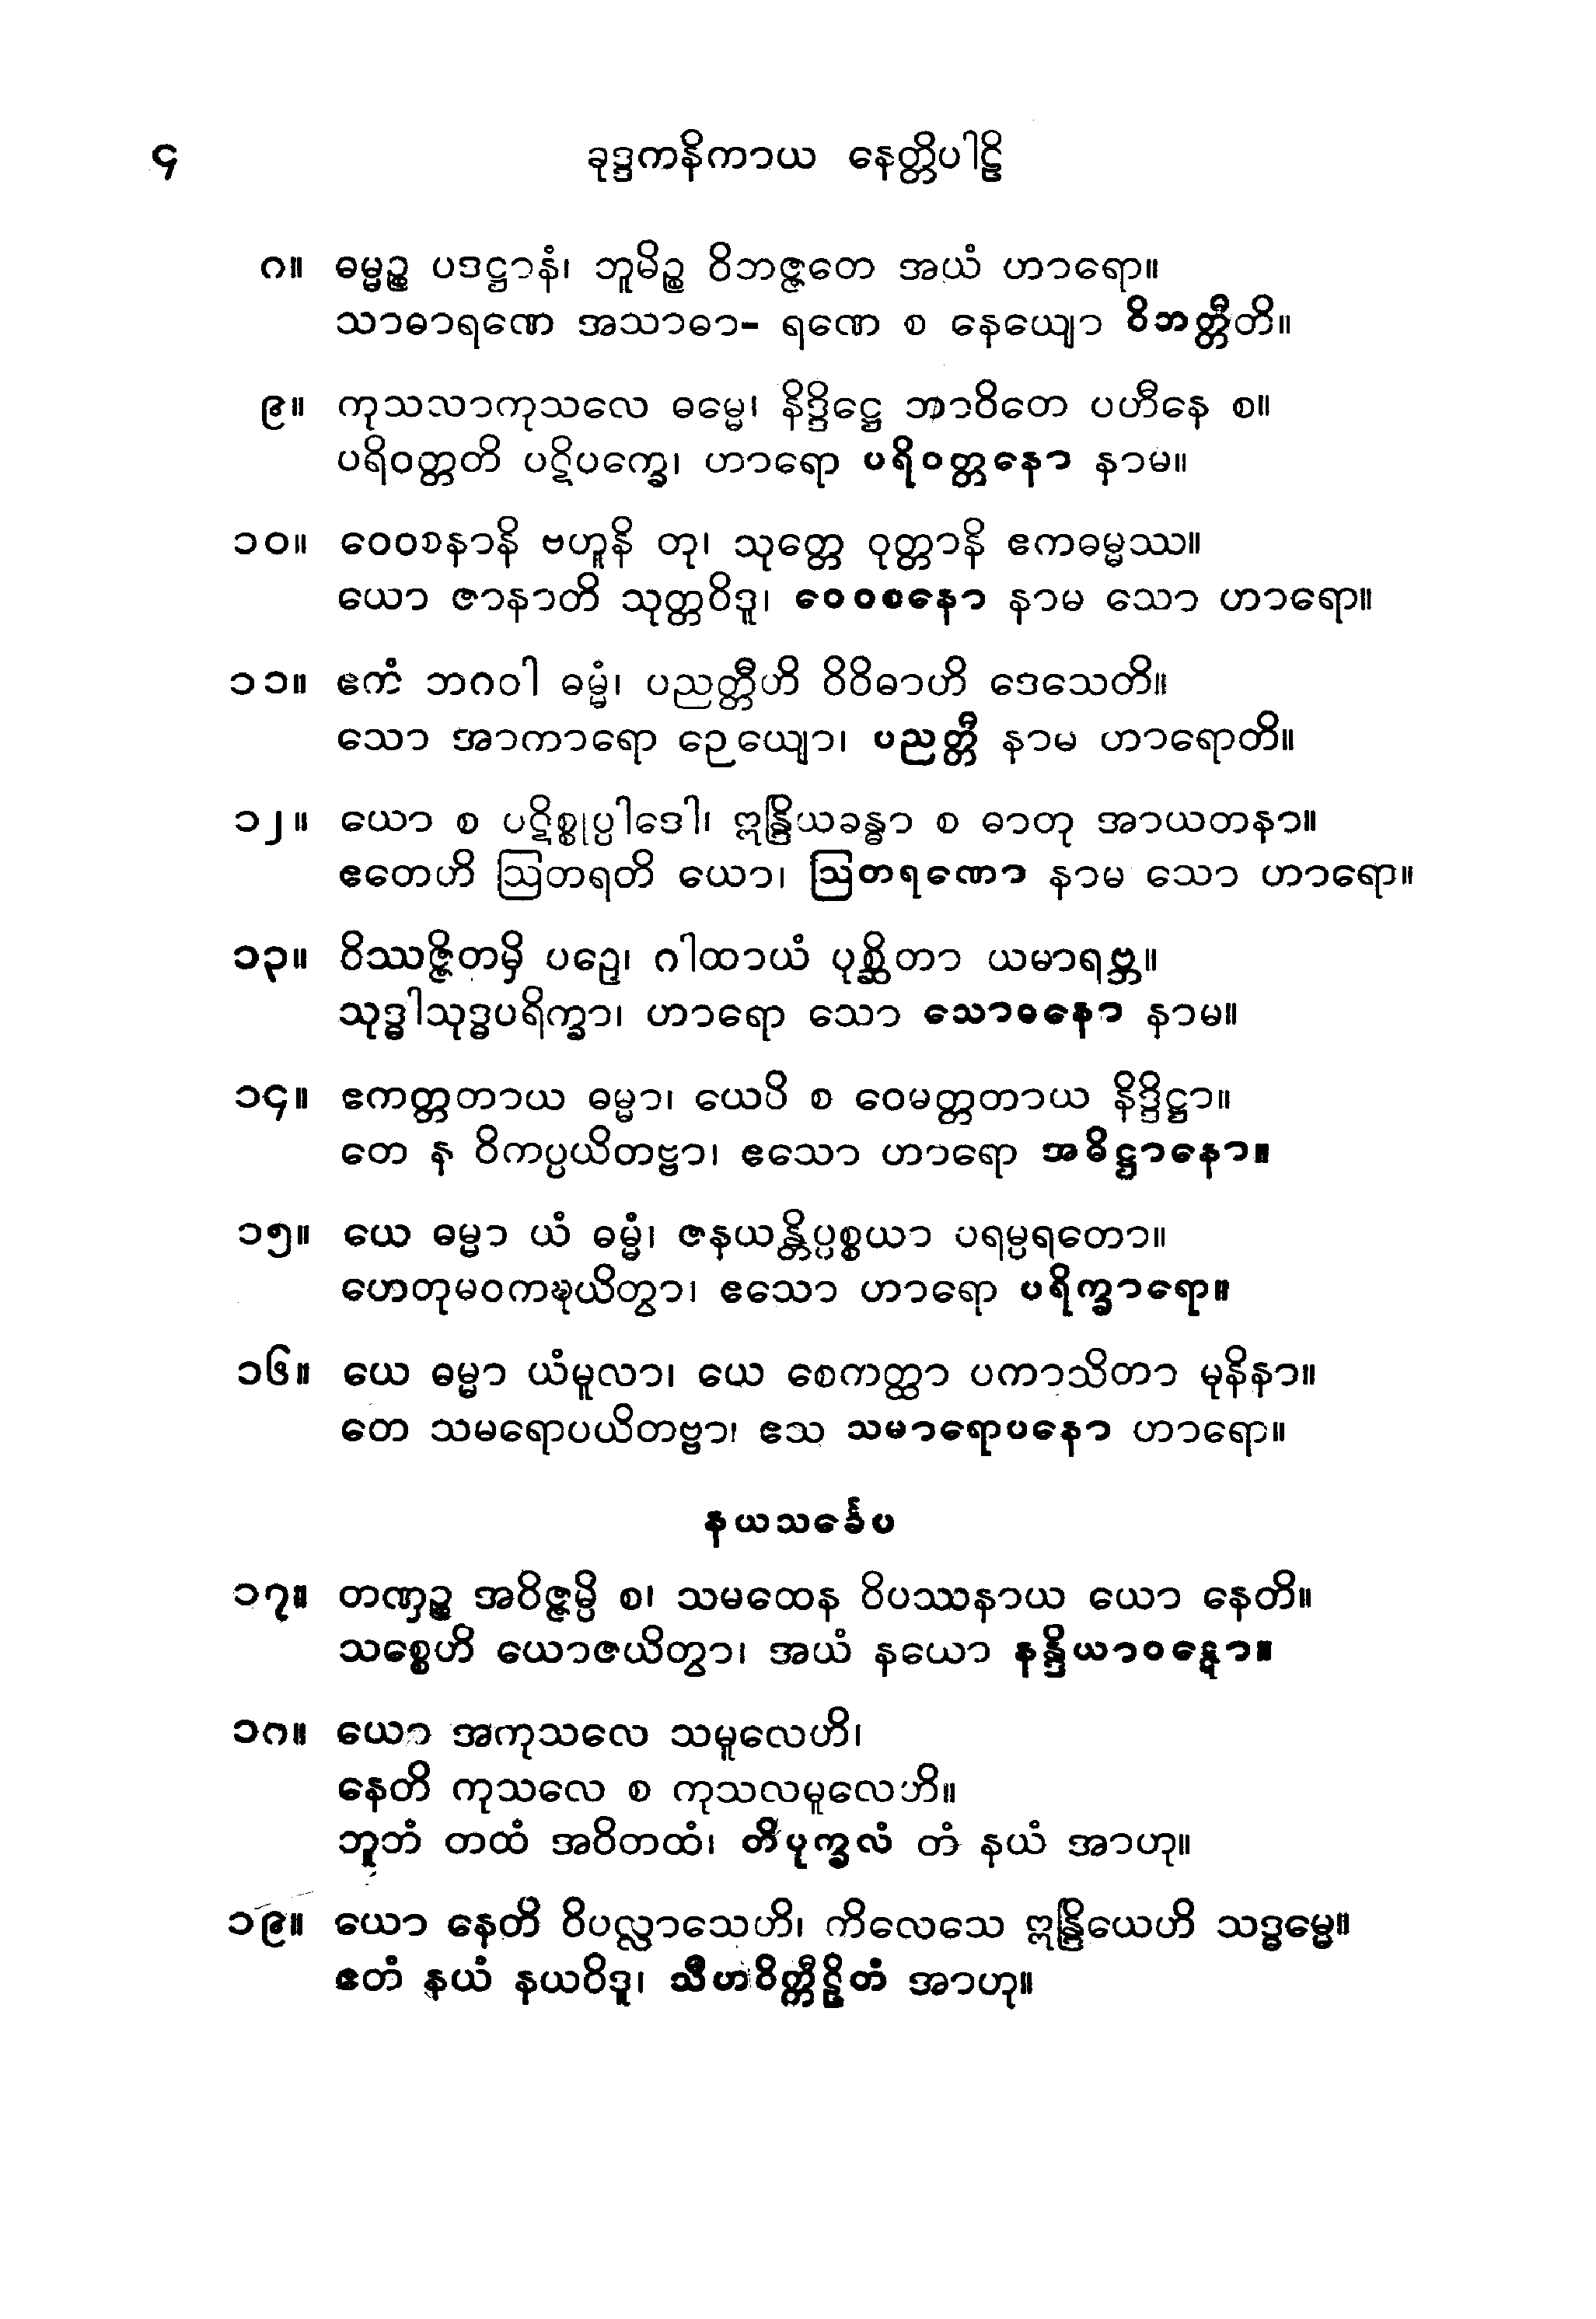 ၄ ခုဒ္ဒကနိကာယ နေတ္တိပါဠိ
၈။ ဓမ္မဉ္စ ပဒဋ္ဌာနံ၊ ဘူမိဉ္စ ဝိဘဇ္ဇတေ အယံ ဟာရော။
သာဓာရဏေ အသာဓာ- ရဏေ စ နေယျော ဝိဘတ္တီတိ။
၉။ ကုသလာကုသလေ ဓမ္မေ၊ နိဒ္ဒိဋ္ဌေ ဘာဝိတေ ပဟီနေ စ။
ပရိဝတ္တတိ ပဋိပက္ခေ၊ ဟာရော ပရိဝတ္တနော နာမ။
၁၀။ ဝေဝစနာနိ ဗဟူနိ တု၊ သုတ္တေ ဝုတ္တာနိ ဧကဓမ္မဿ။
ယော ဇာနာတိ သုတ္တဝိဒူ၊ ဝေဝစနော နာမ သော ဟာရော။
၁၁။ ဧကံ ဘဂဝါ ဓမ္မံ၊ ပညတ္တီဟိ ဝိဝိဓာဟိ ဒေသေတိ။
သော အာကာရော ဉေယျော၊ ပညတ္တီ နာမ ဟာရောတိ။
၁၂။ ယော စ ပဋိစ္စုပ္ပါဒေါ၊ ဣန္ဒြိယခန္ဓာ စ ဓာတု အာယတနာ။
ဧတေဟိ ဩတရတိ ယော၊ ဩတရဏော နာမ သော ဟာရော။
၁၃။ ဝိဿဇ္ဇိတမှိ ပဉှေ၊ ဂါထာယံ ပုစ္ဆိတာ ယမာရဗ္ဘ။
သုဒ္ဓါသုဒ္ဓပရိက္ခာ၊ ဟာရော သော သောဓနော နာမ။
၁၄။ ဧကတ္တတာယ ဓမ္မာ၊ ယေပိ စ ဝေမတ္တတာယ နိဒ္ဒိဋ္ဌာ။
တေ န ဝိကပ္ပယိတဗ္ဗာ၊ ဧသော ဟာရော အဓိဋ္ဌာနော။
၁၅။ ယေ ဓမ္မာ ယံ ဓမ္မံ၊ ဇနယန္တိပ္ပစ္စယာ ပရမ္ပရတော။
ဟေတုမဝကဍ္ဎယိတွာ၊ ဧသော ဟာရော ပရိက္ခာရော။
၁၆။ ယေ ဓမ္မာ ယံမူလာ၊ ယေ စေကတ္ထာ ပကာသိတာ မုနိနာ။
တေ သမရောပယိတဗ္ဗာ၊ ဧသ သမာရောပနော ဟာရော။
နယသင်္ခေပ
၁၇။ တဏှဉ္စ အဝိဇ္ဇမ္ပိ စ၊ သမထေန ဝိပဿနာယ ယော နေတိ။
သစ္စေဟိ ယောဇယိတွာ၊ အယံ နယော နန္ဒိယာဝဋ္ဋော။
၁၈။ ယော အကုသလေ သမူလေဟိ၊
နေတိ ကုသလေ စ ကုသလမူလေဟိ။
ဘူတံ တထံ အဝိတထံ၊ တိပုက္ခလံ တံ နယံ အာဟု။
၁၉။ ယော နေတိ ဝိပလ္လာသေဟိ၊ ကိလေသေ ဣန္ဒြိယေဟိ သဒ္ဓမ္မေ။
ဧတံ နယံ နယဝိဒူ၊ သီဟဝိက္ကီဠိတံ အာဟု။